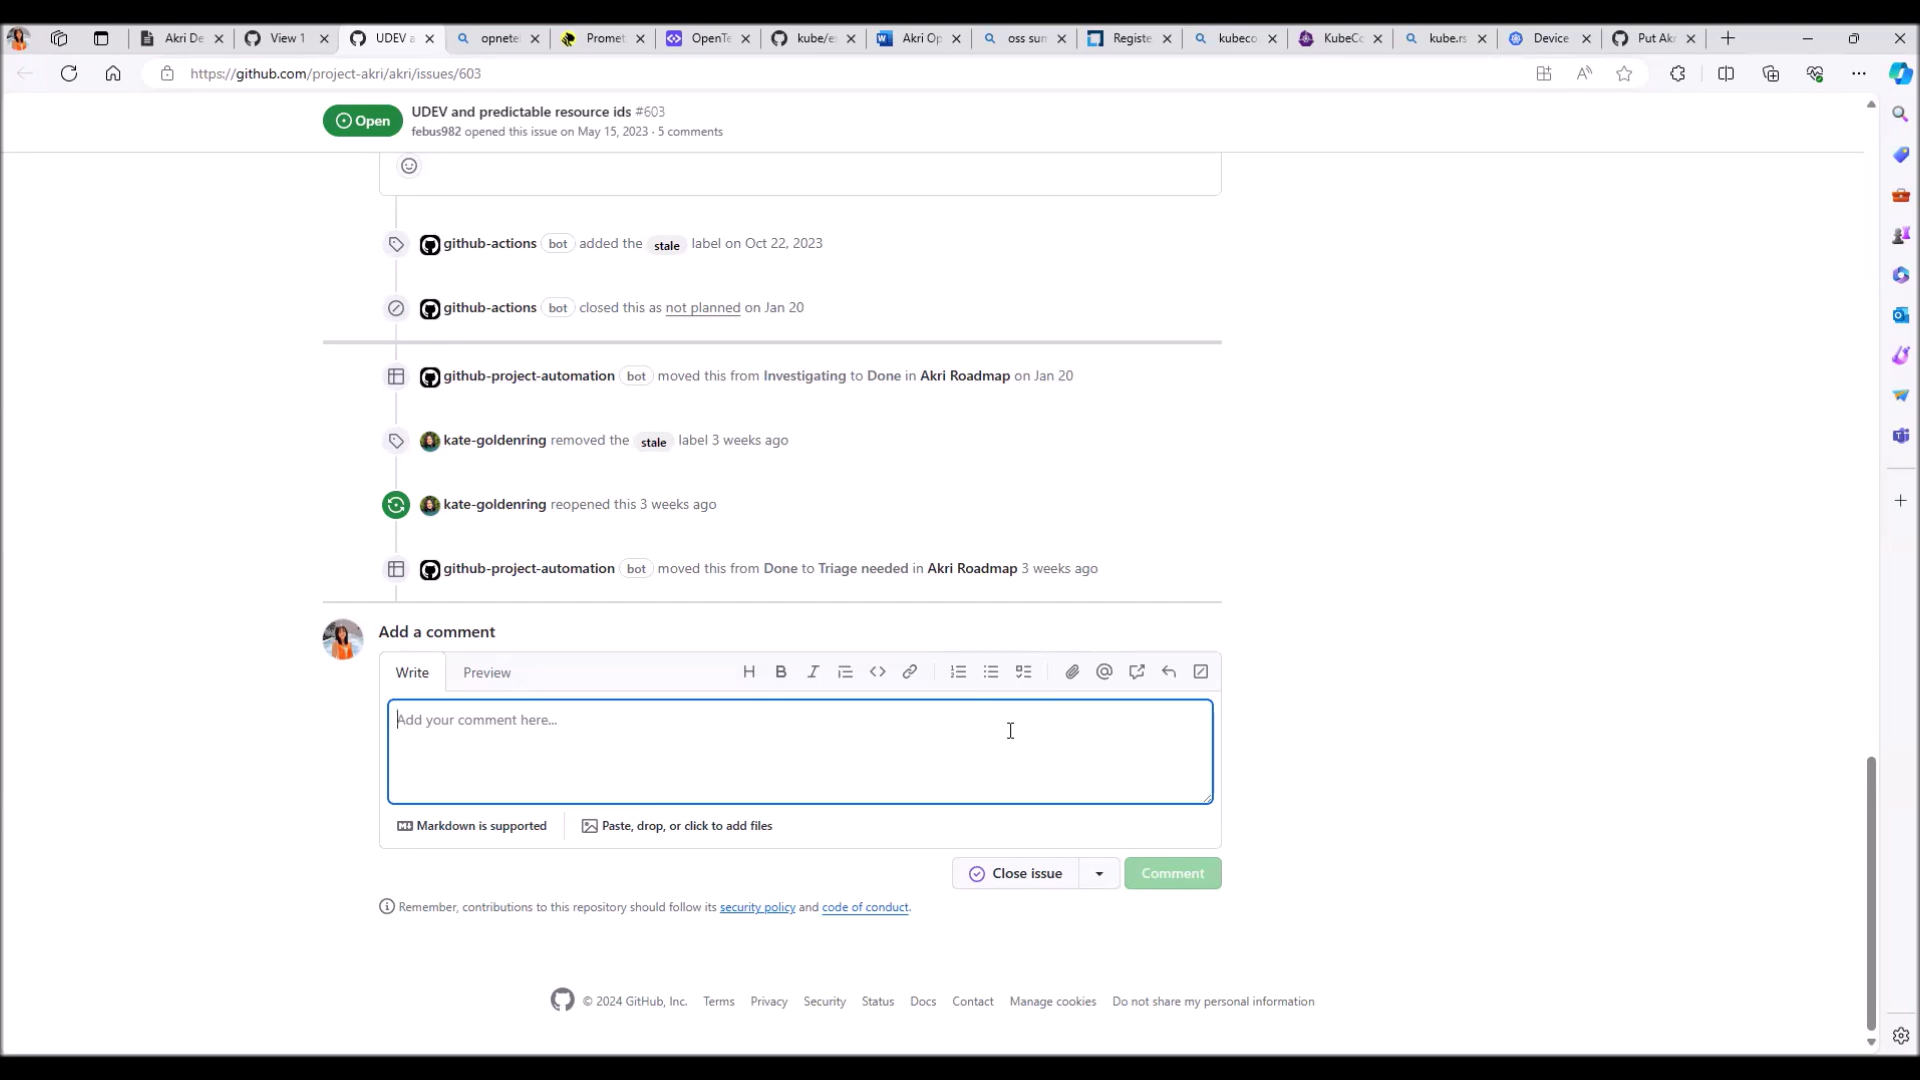 Akri De
View 1
UDEV a
opnete
Promet
OpenTe
kube/e
Akri Op
oss sum
Registe
kubeco
KubeCo
kube.rs
Device
Put Akr
https://github.com/project-akri/akri/issues/603
Open
UDEV and predictable resource ids #603
febus982 opened this issue on May 15, 2023 · 5 comments
github-actions bot added the stale label on Oct 22, 2023
github-actions bot closed this as not planned on Jan 20
github-project-automation bot moved this from Investigating to Done in Akri Roadmap on Jan 20
kate-goldenring removed the stale label 3 weeks ago
kate-goldenring reopened this 3 weeks ago
github-project-automation bot moved this from Done to Triage needed in Akri Roadmap 3 weeks ago
Add a comment
Write Preview
Add your comment here...
Markdown is supported
Paste, drop, or click to add files
Close issue
Comment
Remember, contributions to this repository should follow its security policy and code of conduct.
© 2024 GitHub, Inc. Terms Privacy Security Status Docs Contact Manage cookies Do not share my personal information